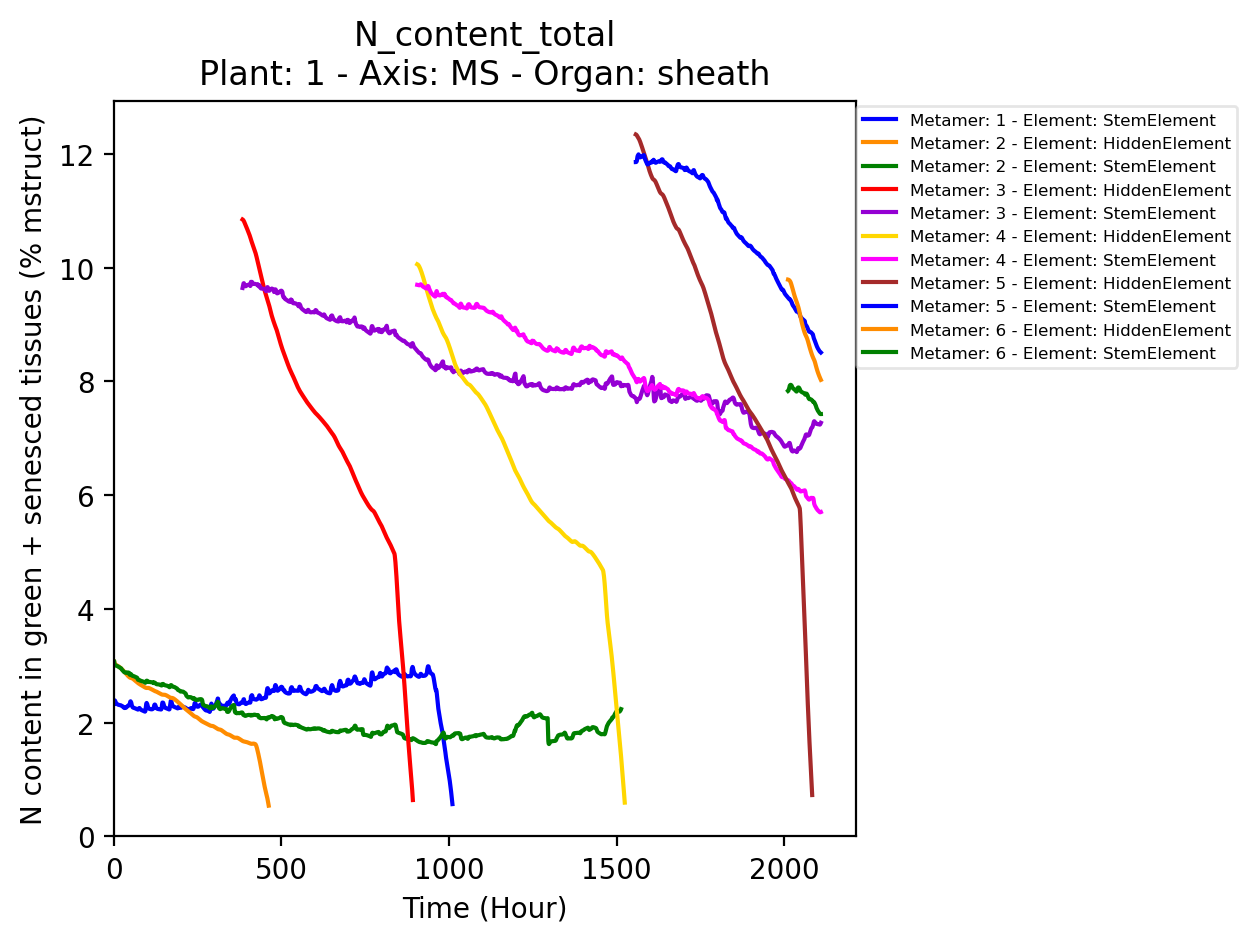 N_content_total
Plant: 1 - Axis: MS - Organ: sheath
N content in green + senesced tissues (% mstruct)
12
10
8
6
4
2
0
0 500 1000 1500 2000
Time (Hour)
Metamer: 1 - Element: StemElement
Metamer: 2 - Element: HiddenElement
Metamer: 2 - Element: StemElement
Metamer: 3 - Element: HiddenElement
Metamer: 3 - Element: StemElement
Metamer: 4 - Element: HiddenElement
Metamer: 4 - Element: StemElement
Metamer: 5 - Element: HiddenElement
Metamer: 5 - Element: StemElement
Metamer: 6 - Element: HiddenElement
Metamer: 6 - Element: StemElement